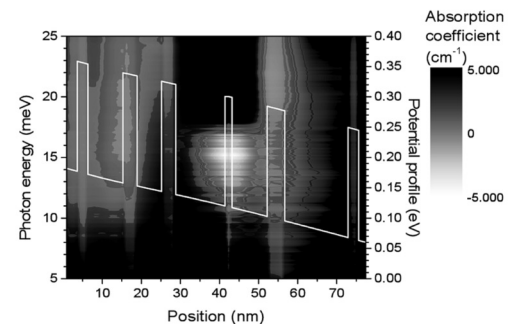 Absorption
coefficient
(cm⁻¹)
5.000
0
-5.000
25
20
15
10
5
Photon energy (meV)
0.40
0.35
0.30
0.25
0.20
0.15
0.10
0.05
0.00
Potential profile (eV)
10 20 30 40 50 60 70
Position (nm)